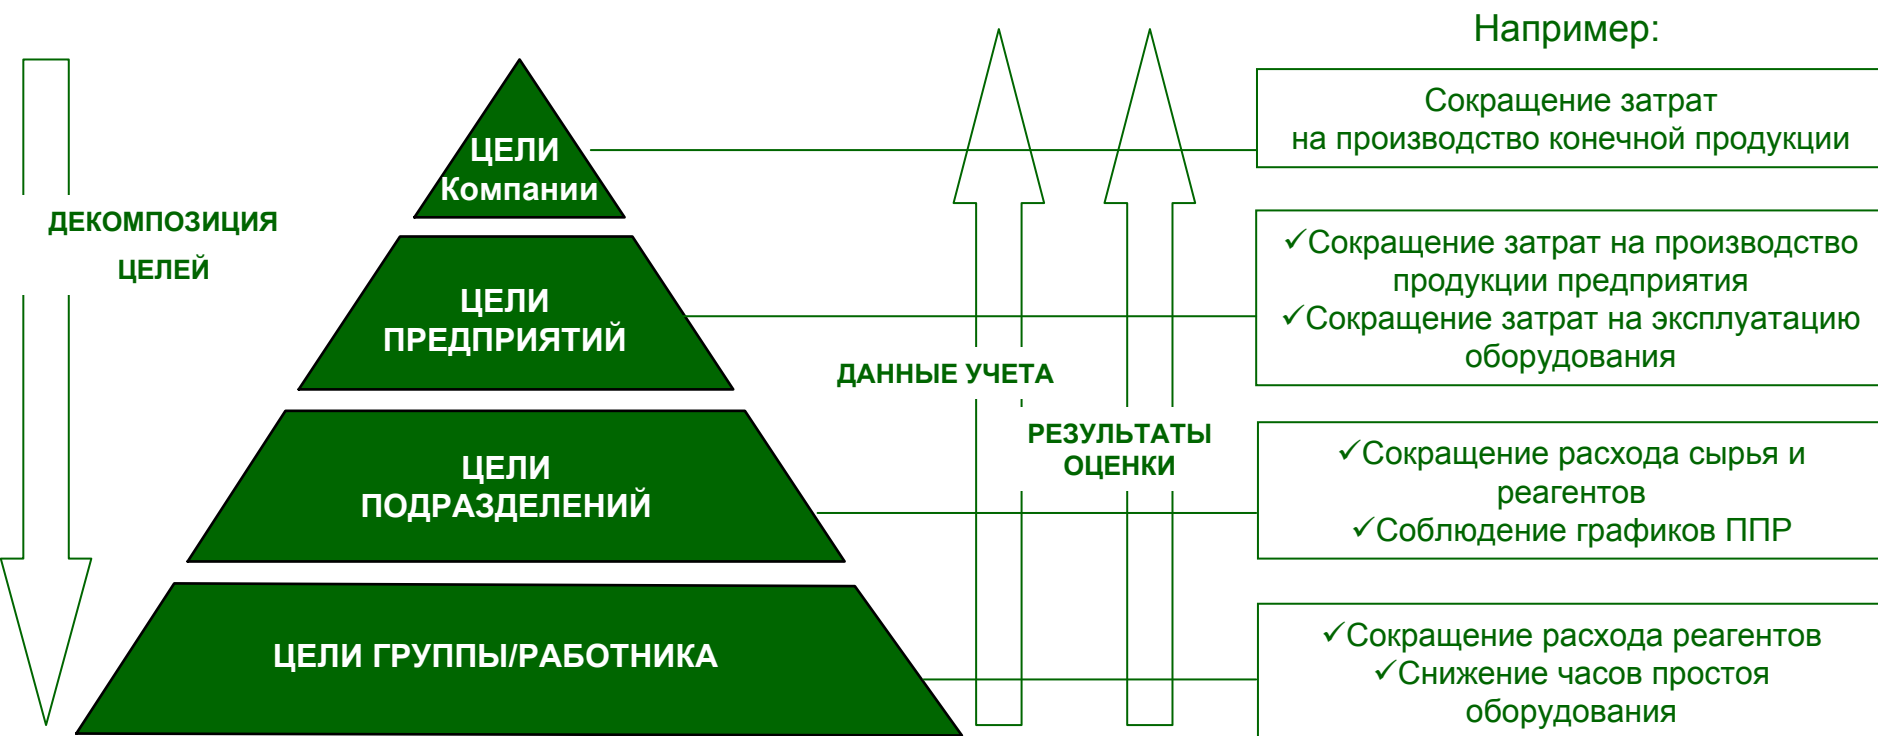 Например:
ЦЕЛИ
Компании
Сокращение затрат
на производство конечной продукции
ДЕКОМПОЗИЦИЯ
ЦЕЛЕЙ
ЦЕЛИ
ПРЕДПРИЯТИЙ
✓Сокращение затрат на производство
продукции предприятия
✓Сокращение затрат на эксплуатацию
оборудования
ДАННЫЕ УЧЕТА
РЕЗУЛЬТАТЫ
ОЦЕНКИ
ЦЕЛИ
ПОДРАЗДЕЛЕНИЙ
✓Сокращение расхода сырья и
реагентов
✓Соблюдение графиков ППР
ЦЕЛИ ГРУППЫ/РАБОТНИКА
✓Сокращение расхода реагентов
✓Снижение часов простоя
оборудования